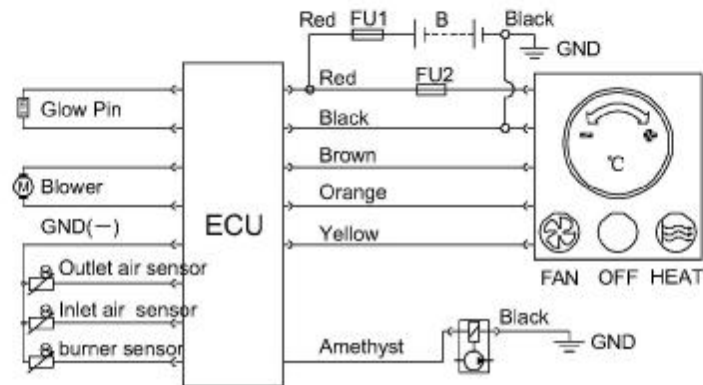 Red FU1 B Black
GND
Red FU2
Glow Pin
Black
Brown
Blower
Orange
GND(—)
ECU
Yellow
Outlet air sensor
Inlet air sensor
burner sensor
Amethyst
Black
GND
M
℃
FAN OFF HEAT